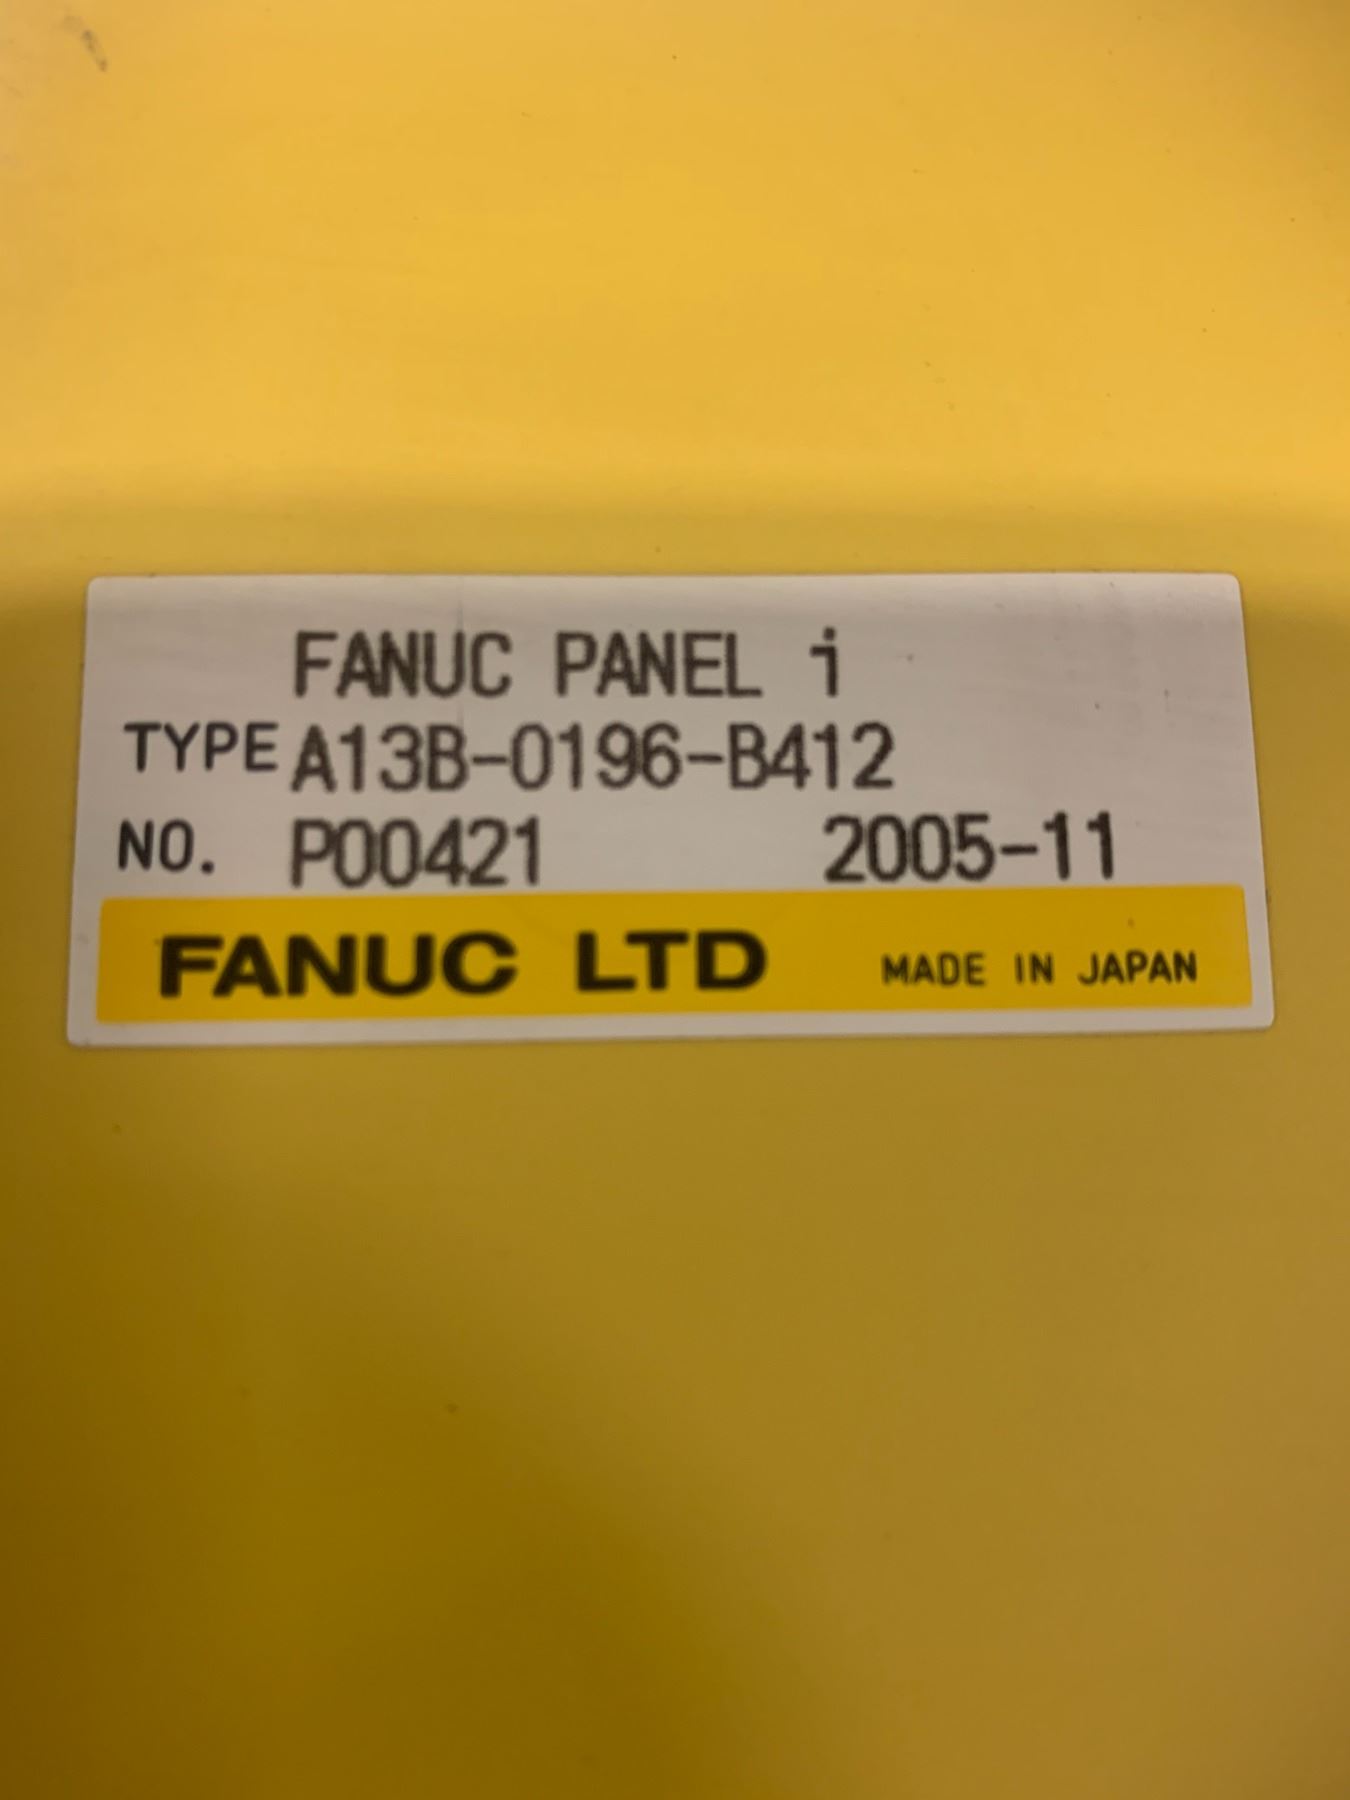 FANUC PANEL i
TYPE A13B-0196-B412
NO. P00421 2005-11
FANUC LTD MADE IN JAPAN